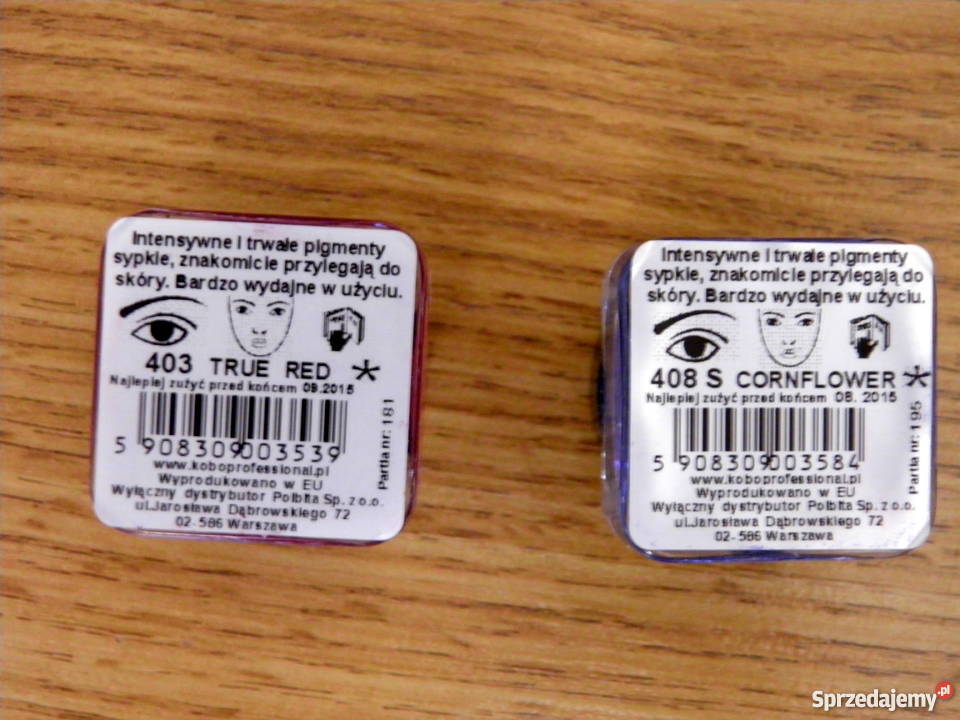 Intensywne i trwałe pigmenty
sypkie, znakomicie przylegają do
skóry. Bardzo wydajne w użyciu.
403 TRUE RED *
Najlepiej zużyć przed końcem 09.2015
5 908309 003539
Partia nr: 181
www.koboprofessional.pl
Wyprodukowano w EU
Wyłączny dystrybutor Polbita Sp. z o.o.
ul.Jarosława Dąbrowskiego 72
02-586 Warszawa
Intensywne i trwałe pigmenty
sypkie, znakomicie przylegają do
skóry. Bardzo wydajne w użyciu.
408 S CORNFLOWER *
Najlepiej zużyć przed końcem 08. 2015
5 908309 003584
Partia nr: 195
www.koboprofessional.pl
Wyprodukowano w EU
Wyłączny dystrybutor Polbita Sp. z o.o.
ul.Jarosława Dąbrowskiego 72
02-586 Warszawa
Sprzedajemy.pl